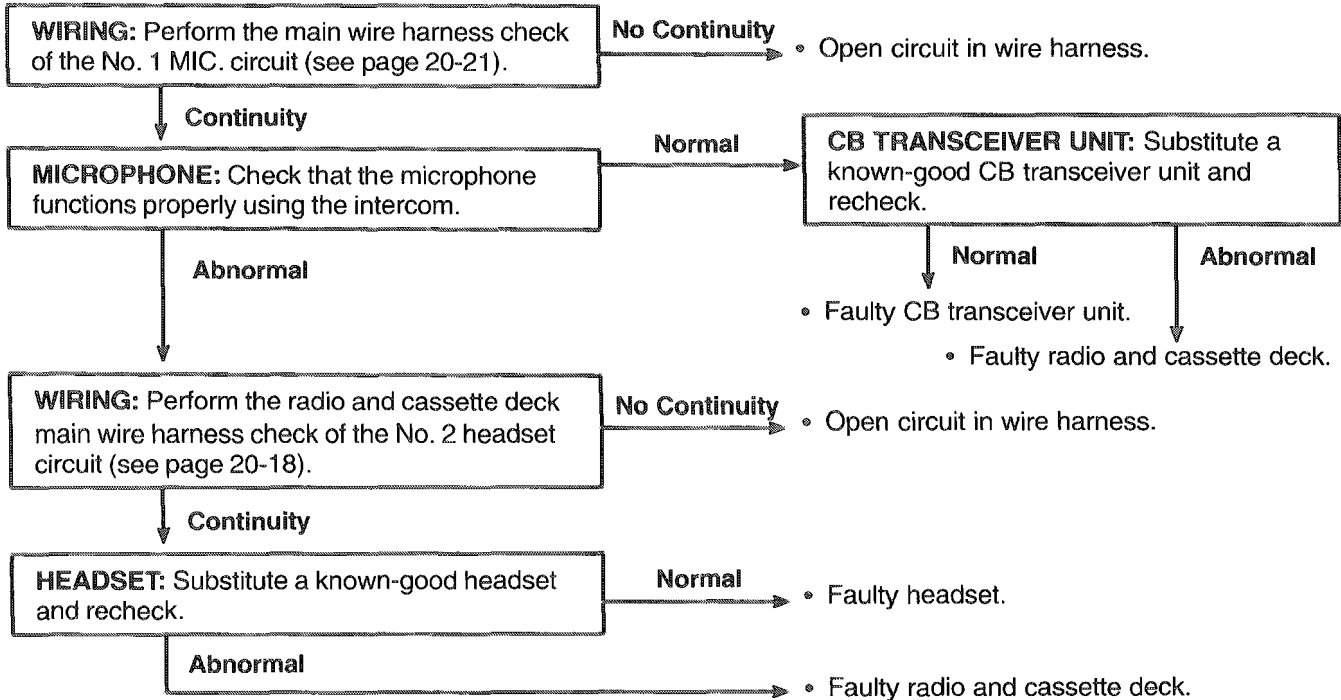 WIRING: Perform the main wire harness check
of the No. 1 MIC. circuit (see page 20-21).
No Continuity
• Open circuit in wire harness.
Continuity
MICROPHONE: Check that the microphone
functions properly using the intercom.
Normal
CB TRANSCEIVER UNIT: Substitute a
known-good CB transceiver unit and
recheck.
Abnormal
Normal
Abnormal
• Faulty CB transceiver unit.
• Faulty radio and cassette deck.
WIRING: Perform the radio and cassette deck
main wire harness check of the No. 2 headset
circuit (see page 20-18).
No Continuity
• Open circuit in wire harness.
Continuity
HEADSET: Substitute a known-good headset
and recheck.
Normal
• Faulty headset.
Abnormal
• Faulty radio and cassette deck.